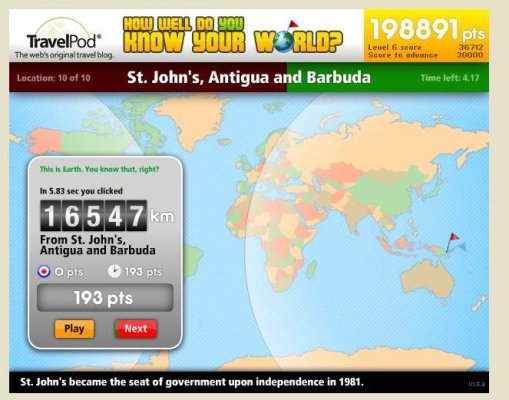 TravelPod®
The web's original travel blog.
HOW WELL DO YOU
KNOW YOUR WORLD?
198891 pts
Level 6 score 36712
Score to advance 30000
Location: 10 of 10
St. John's, Antigua and Barbuda
Time left: 4.17
This is Earth. You know that, right?
In 5.83 sec you clicked
16547 km
From St. John's,
Antigua and Barbuda
0 pts 193 pts
193 pts
Play Next
St. John's became the seat of government upon independence in 1981.